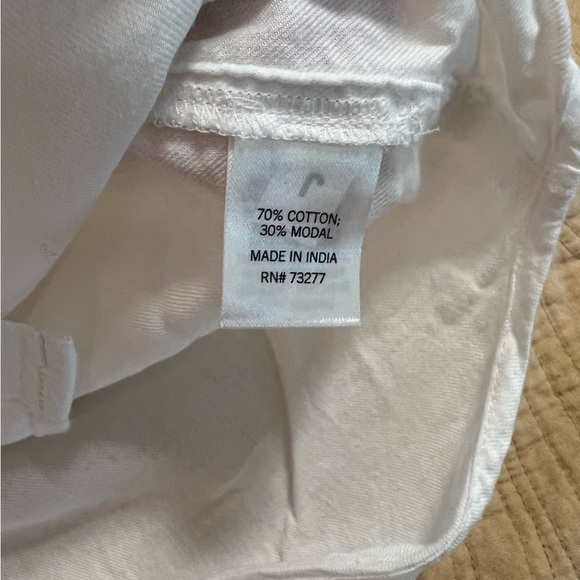 70% COTTON;
30% MODAL
MADE IN INDIA
RN# 73277